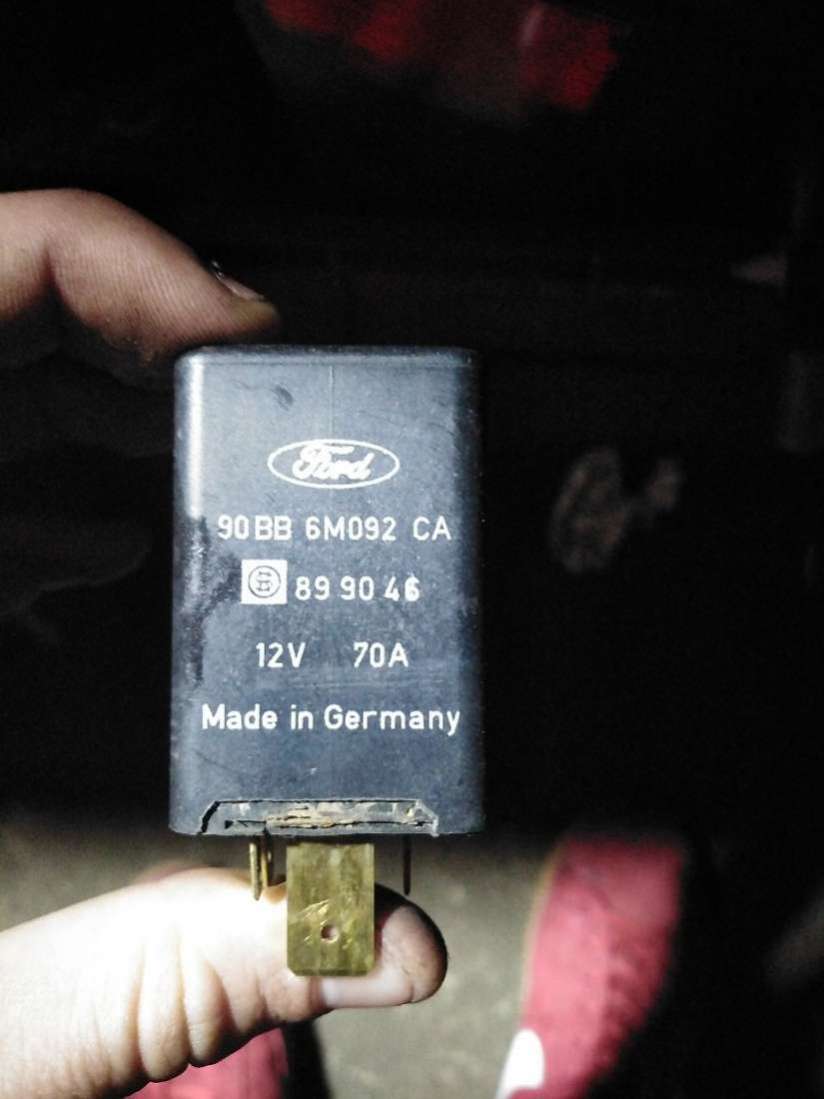 Ford
90BB 6M092 CA
89 90 46
12V 70A
Made in Germany